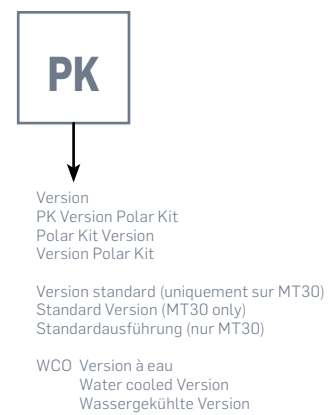 PK
Version
PK Version Polar Kit
Polar Kit Version
Version Polar Kit
Version standard (uniquement sur MT30)
Standard Version (MT30 only)
Standardausführung (nur MT30)
WCO Version à eau
Water cooled Version
Wassergekühlte Version